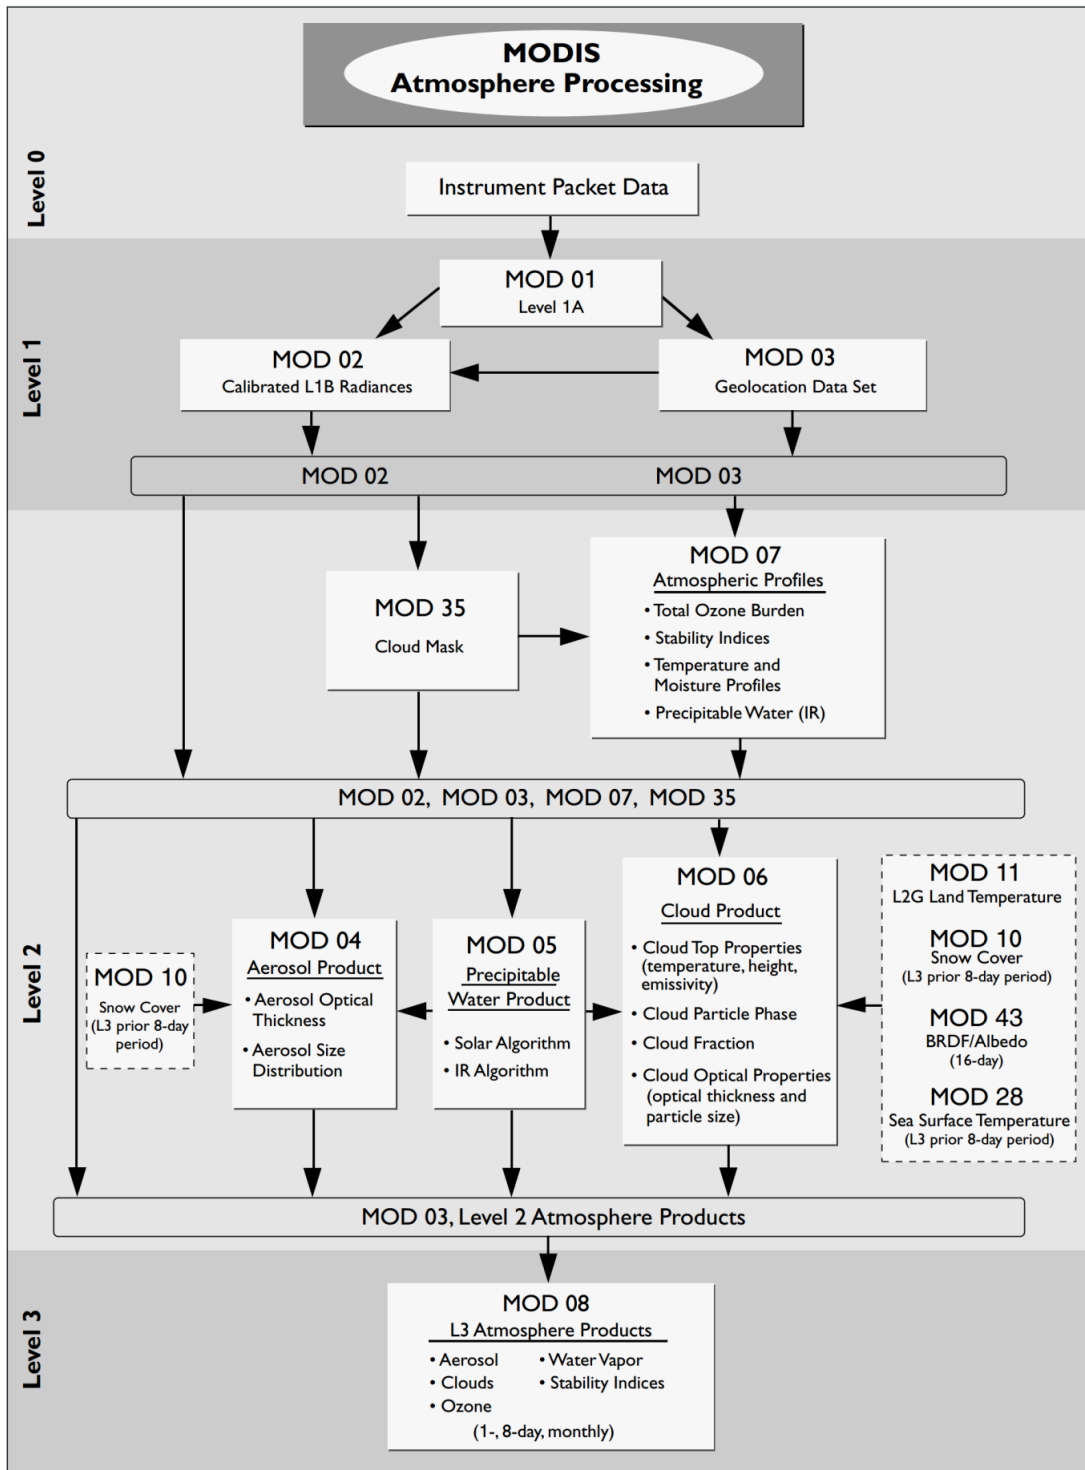 MODIS
Atmosphere Processing
Level 0
Instrument Packet Data
Level 1
MOD 01
Level 1A
MOD 02
Calibrated L1B Radiances
MOD 03
Geolocation Data Set
MOD 02 MOD 03
MOD 35
Cloud Mask
MOD 07
Atmospheric Profiles
• Total Ozone Burden
• Stability Indices
• Temperature and
Moisture Profiles
• Precipitable Water (IR)
MOD 02, MOD 03, MOD 07, MOD 35
Level 2
MOD 10
Snow Cover
(L3 prior 8-day
period)
MOD 04
Aerosol Product
• Aerosol Optical
Thickness
• Aerosol Size
Distribution
MOD 05
Precipitable
Water Product
• Solar Algorithm
• IR Algorithm
MOD 06
Cloud Product
• Cloud Top Properties
(temperature, height,
emissivity)
• Cloud Particle Phase
• Cloud Fraction
• Cloud Optical Properties
(optical thickness and
particle size)
MOD 11
L2G Land Temperature
MOD 10
Snow Cover
(L3 prior 8-day period)
MOD 43
BRDF/Albedo
(16-day)
MOD 28
Sea Surface Temperature
(L3 prior 8-day period)
MOD 03, Level 2 Atmosphere Products
Level 3
MOD 08
L3 Atmosphere Products
• Aerosol • Water Vapor
• Clouds • Stability Indices
• Ozone
(1-, 8-day, monthly)